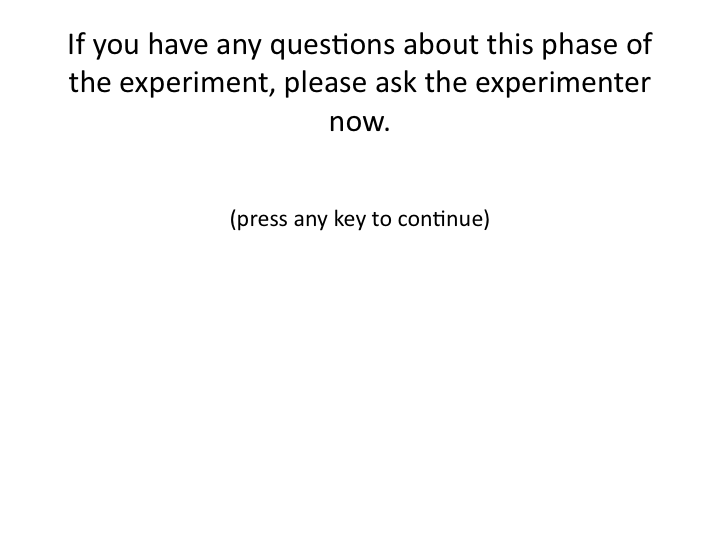 If you have any questions about this phase of
the experiment, please ask the experimenter
now.
(press any key to continue)